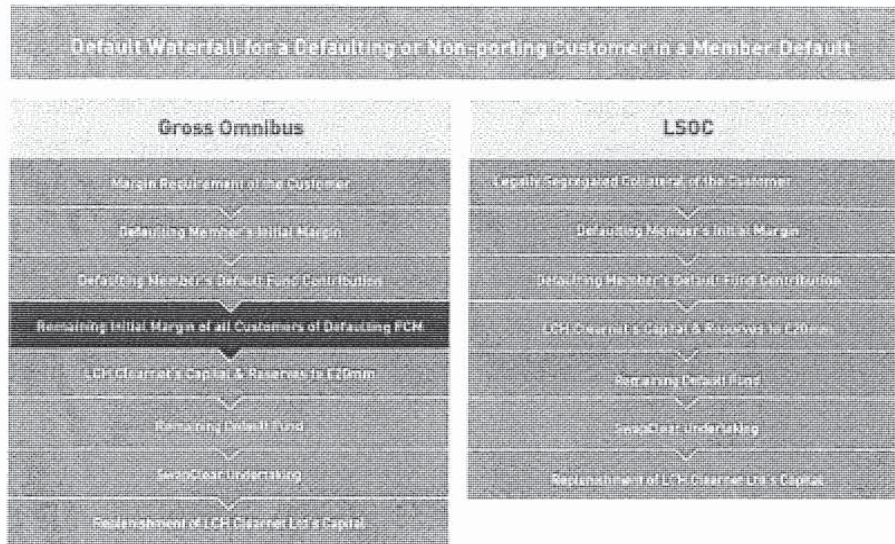 Default Waterfall for a Defaulting or Non-porting Customer in a Member Default
Gross Omnibus
Margin Requirement of the Customer
Defaulting Member's Initial Margin
Defaulting Member's Default Fund Contribution
Remaining Initial Margin of all Customers of Defaulting FCM
LCH Clearnet's Capital & Reserves to £20mm
Remaining Default Fund
SwapClear Undertaking
Replenishment of LCH Clearnet Ltd's Capital
LSOC
Legally Segregated Collateral of the Customer
Defaulting Member's Initial Margin
Defaulting Member's Default Fund Contribution
LCH Clearnet's Capital & Reserves to £20mm
Remaining Default Fund
SwapClear Undertaking
Replenishment of LCH Clearnet Ltd's Capital